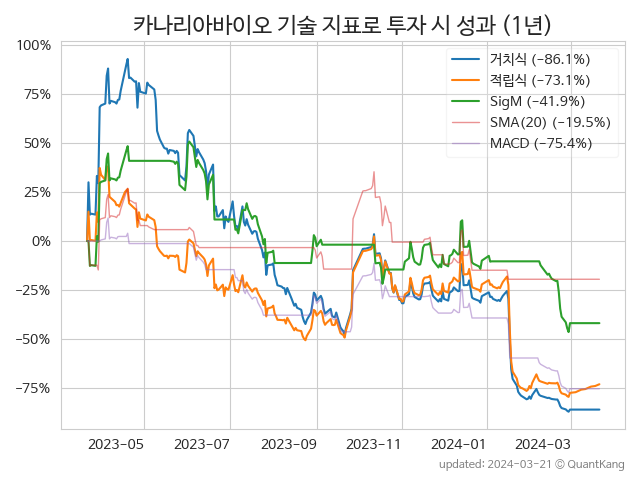 카나리아바이오 기술 지표로 투자 시 성과 (1년)
100%
75%
50%
25%
0%
−25%
−50%
−75%
거치식 (−86.1%)
적립식 (−73.1%)
SigM (−41.9%)
SMA(20) (−19.5%)
MACD (−75.4%)
2023-05
2023-07
2023-09
2023-11
2024-01
2024-03
updated: 2024-03-21 © QuantKang